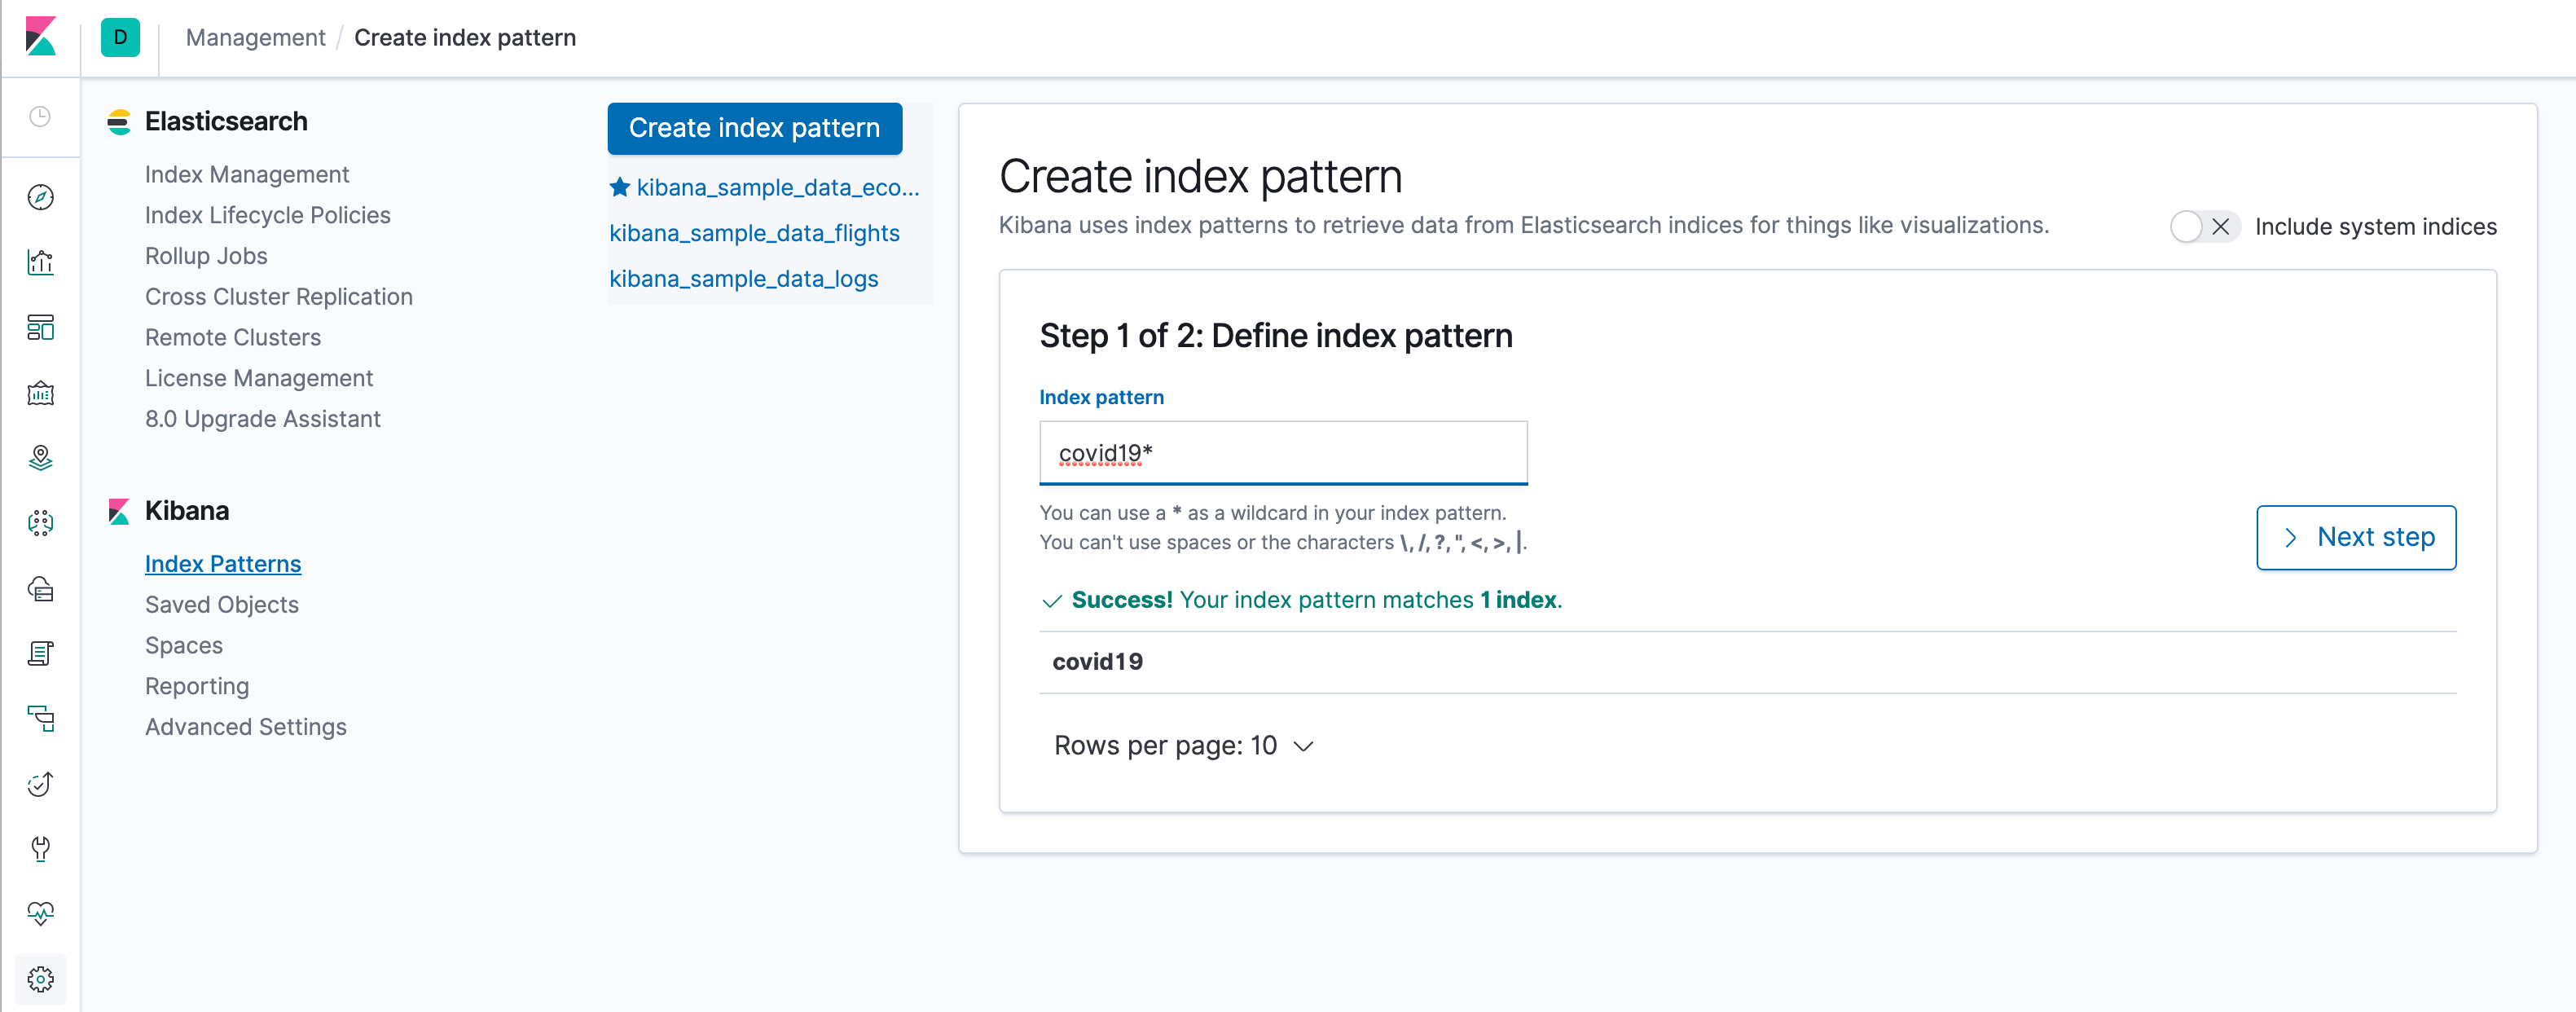 D
Management / Create index pattern
Elasticsearch
Index Management
Index Lifecycle Policies
Rollup Jobs
Cross Cluster Replication
Remote Clusters
License Management
8.0 Upgrade Assistant
Kibana
Index Patterns
Saved Objects
Spaces
Reporting
Advanced Settings
Create index pattern
kibana_sample_data_eco...
kibana_sample_data_flights
kibana_sample_data_logs
Create index pattern
Kibana uses index patterns to retrieve data from Elasticsearch indices for things like visualizations.
Include system indices
Step 1 of 2: Define index pattern
Index pattern
covid19*
You can use a * as a wildcard in your index pattern.
You can't use spaces or the characters \, /, ?, ", <, >, |.
Next step
Success! Your index pattern matches 1 index.
covid19
Rows per page: 10